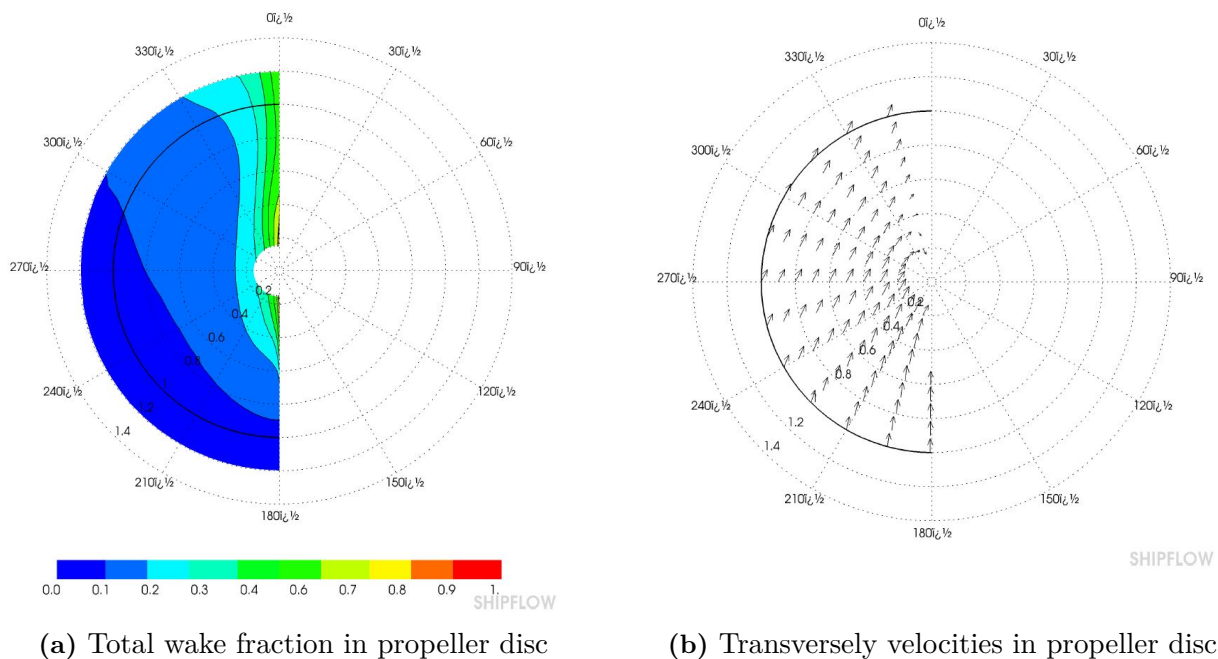 0ï¿½
330ï¿½
30ï¿½
300ï¿½
60ï¿½
270ï¿½
90ï¿½
0.2
0.4
0.6
0.8
1
1.2
1.4
240ï¿½
120ï¿½
210ï¿½
150ï¿½
180ï¿½
0.0 0.1 0.2 0.3 0.4 0.6 0.7 0.8 0.9 1.
SHIPFLOW
(a) Total wake fraction in propeller disc
0ï¿½
330ï¿½
30ï¿½
300ï¿½
60ï¿½
270ï¿½
90ï¿½
0.2
0.4
0.6
0.8
1.2
1.4
240ï¿½
120ï¿½
210ï¿½
150ï¿½
180ï¿½
SHIPFLOW
(b) Transversely velocities in propeller disc